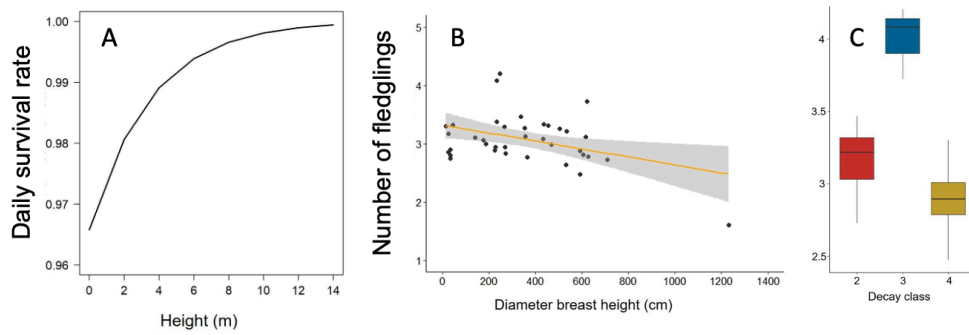 A
Daily survival rate
1.00
0.99
0.98
0.97
0.96
0 2 4 6 8 10 12 14
Height (m)
B
Number of fledglings
5
4
3
2
1
0 200 400 600 800 1000 1200 1400
Diameter breast height (cm)
C
4
3.5
3
2.5
2 3 4
Decay class